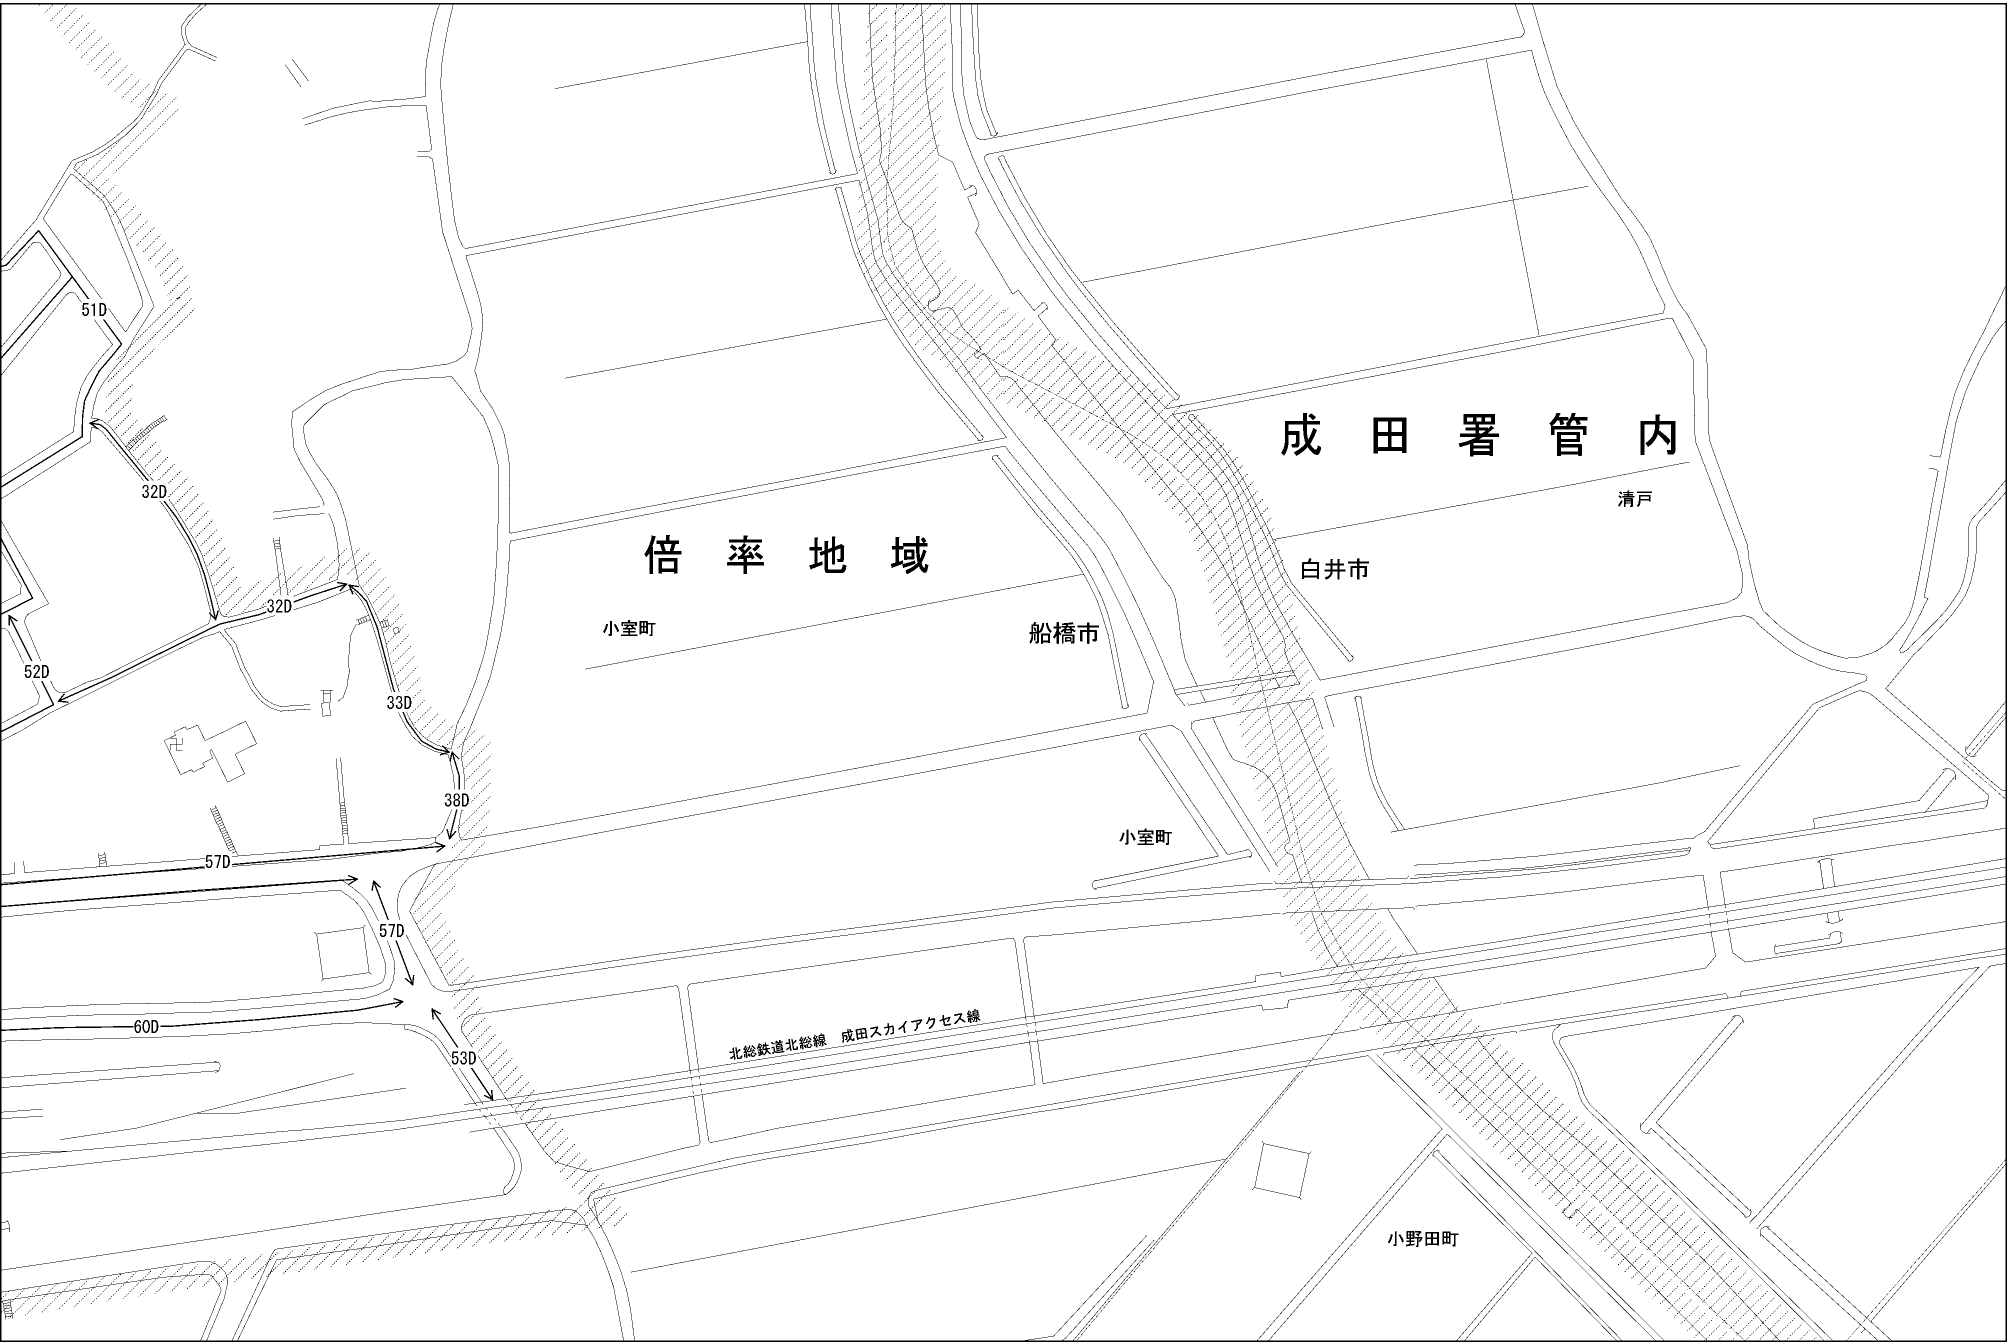 51D
成田署管内
32D
清戸
倍率地域
白井市
32D
小室町
船橋市
52D
33D
38D
小室町
57D
57D
60D
北総鉄道北総線　成田スカイアクセス線
53D
小野田町